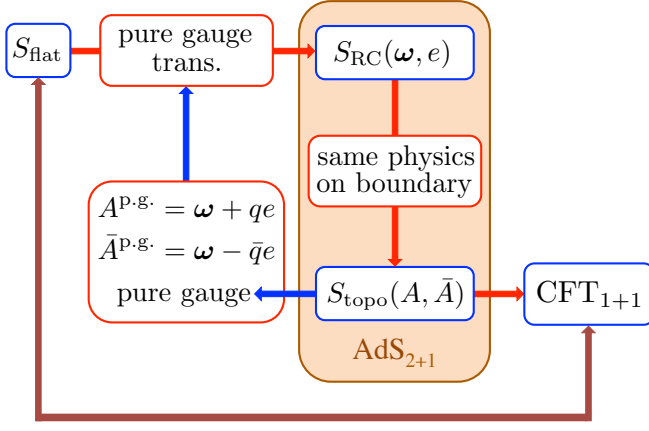 S_flat
pure gauge
trans.
S_RC(ω, e)
same physics
on boundary
A^p.g. = ω + qe
Ā^p.g. = ω − q̄e
pure gauge
S_topo(A, Ā)
CFT_1+1
AdS_2+1